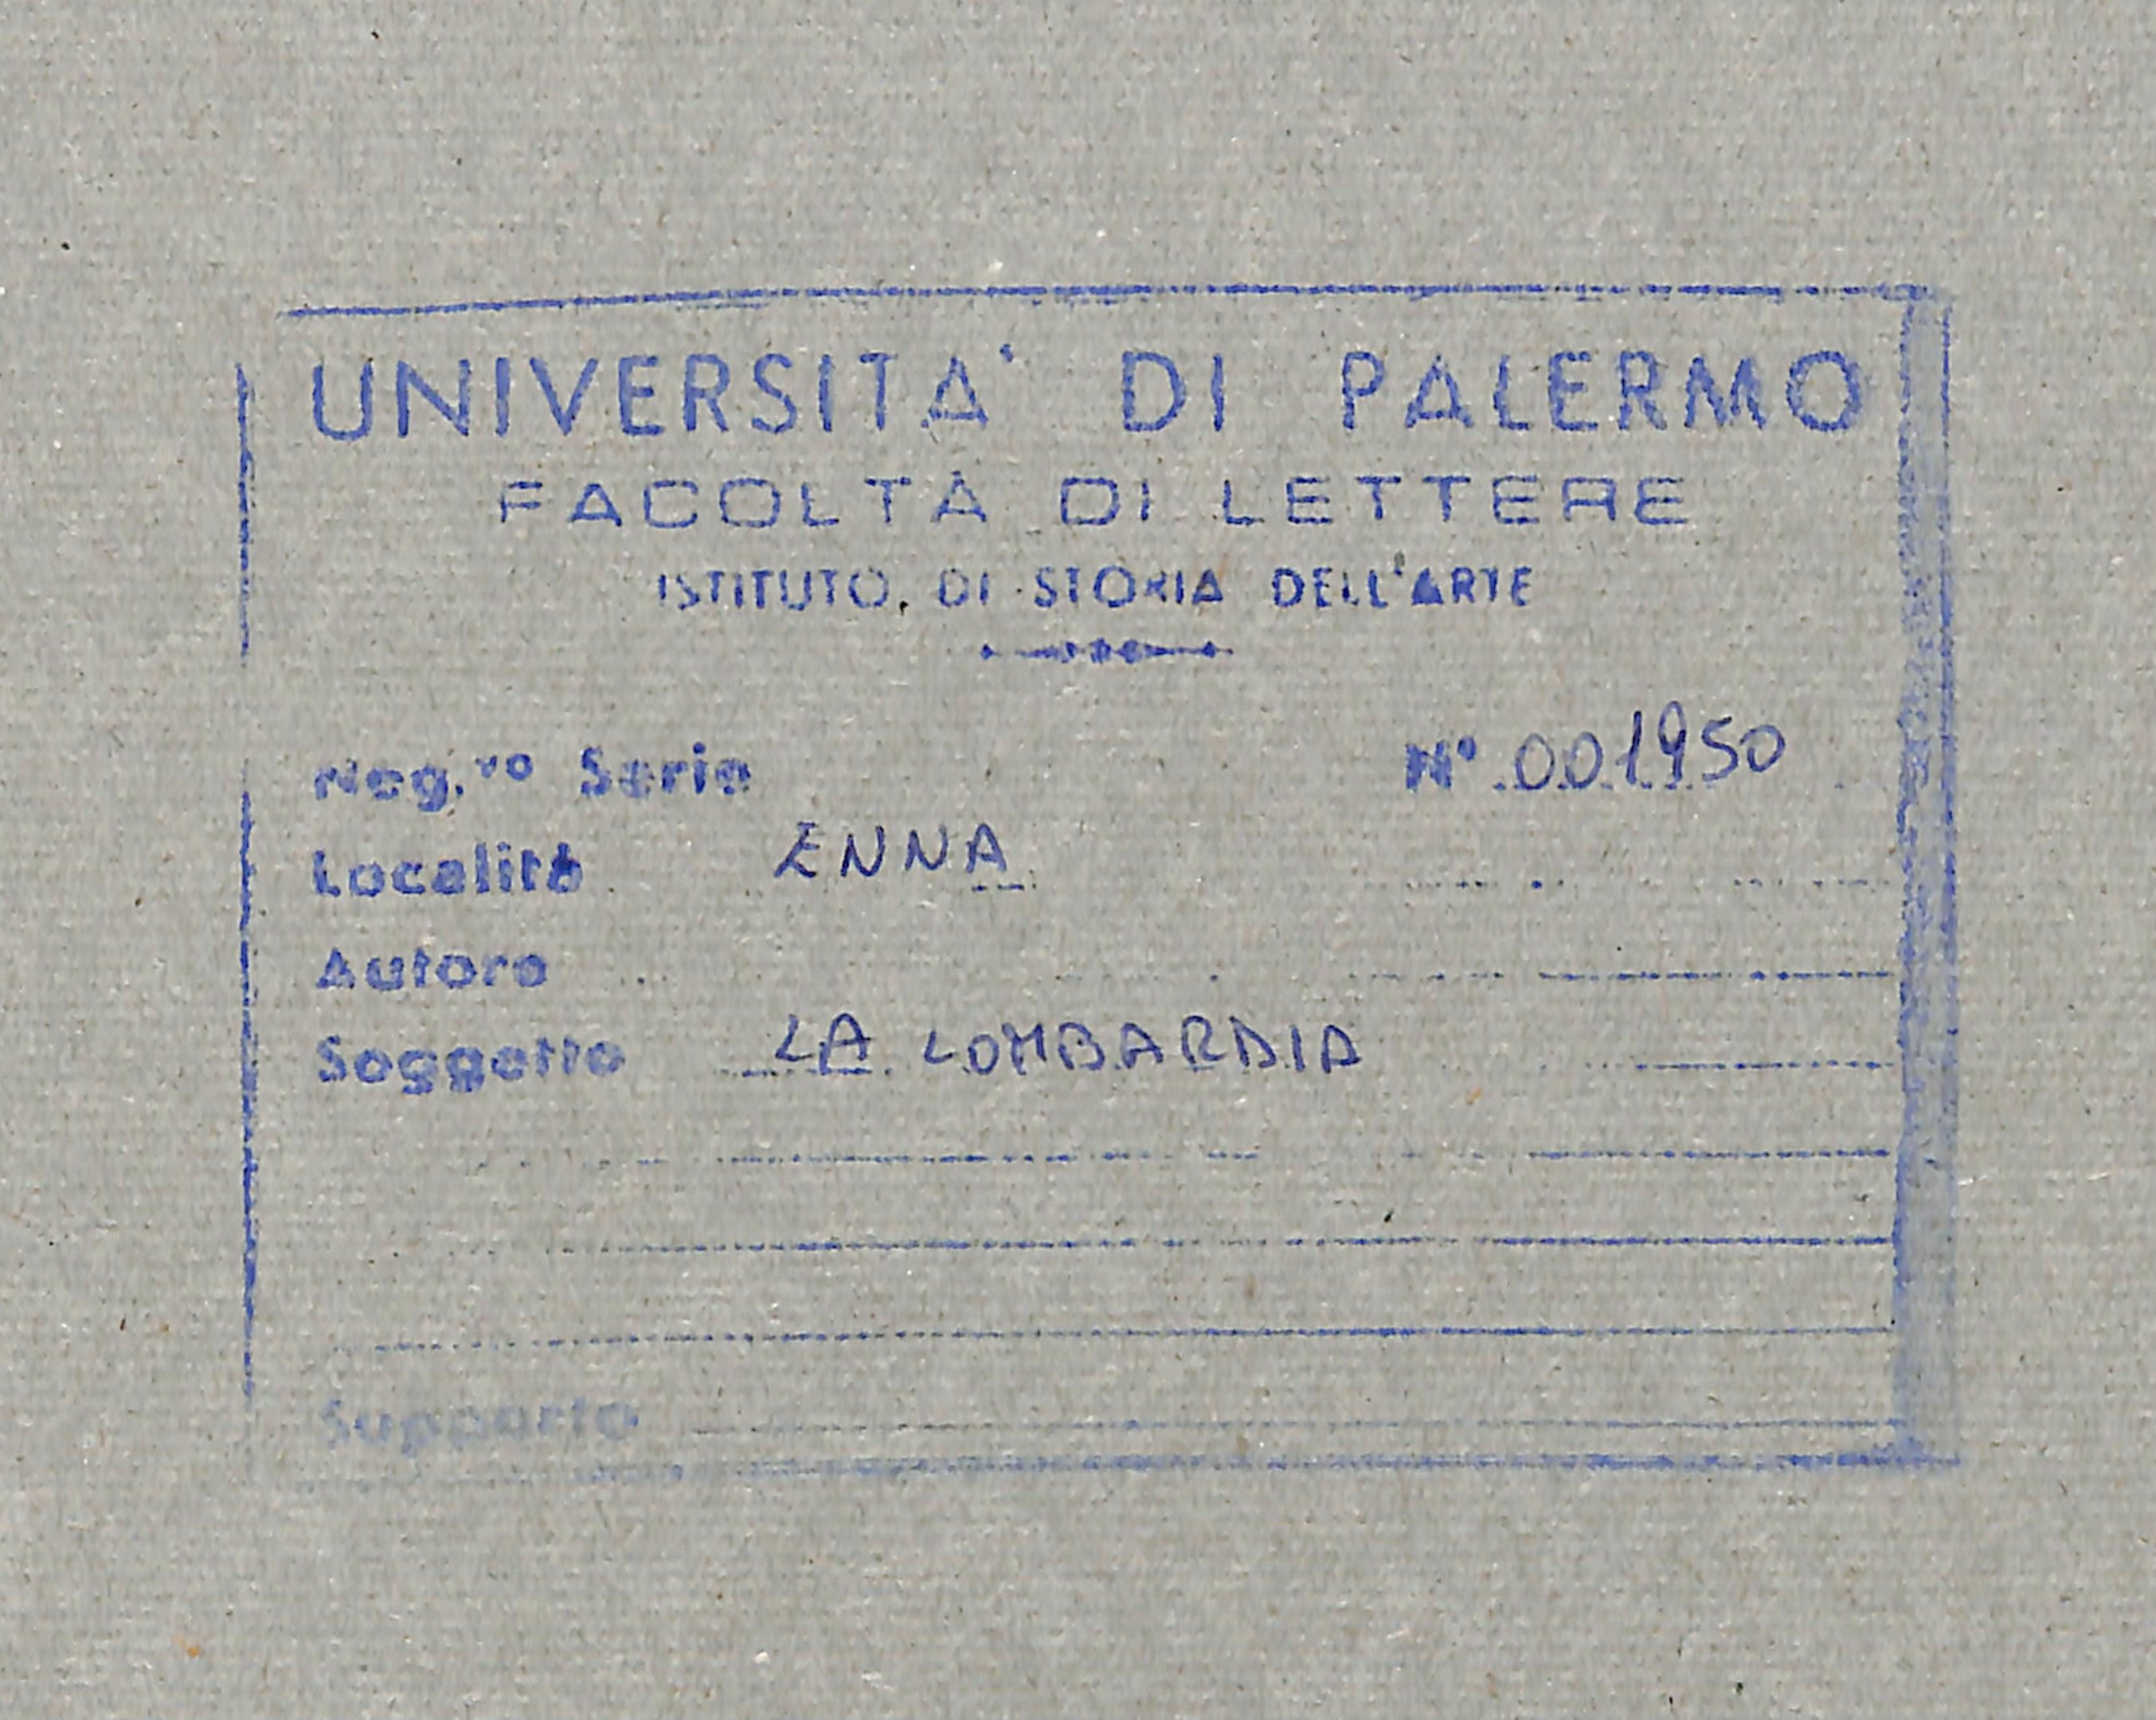 UNIVERSITA' DI PALERMO
FACOLTÀ DI LETTERE
ISTITUTO DI STORIA DELL'ARTE
Neg.vo Serie N° 001950
Località ENNA
Autore
Soggetto LA LOMBARDIA
Supporto